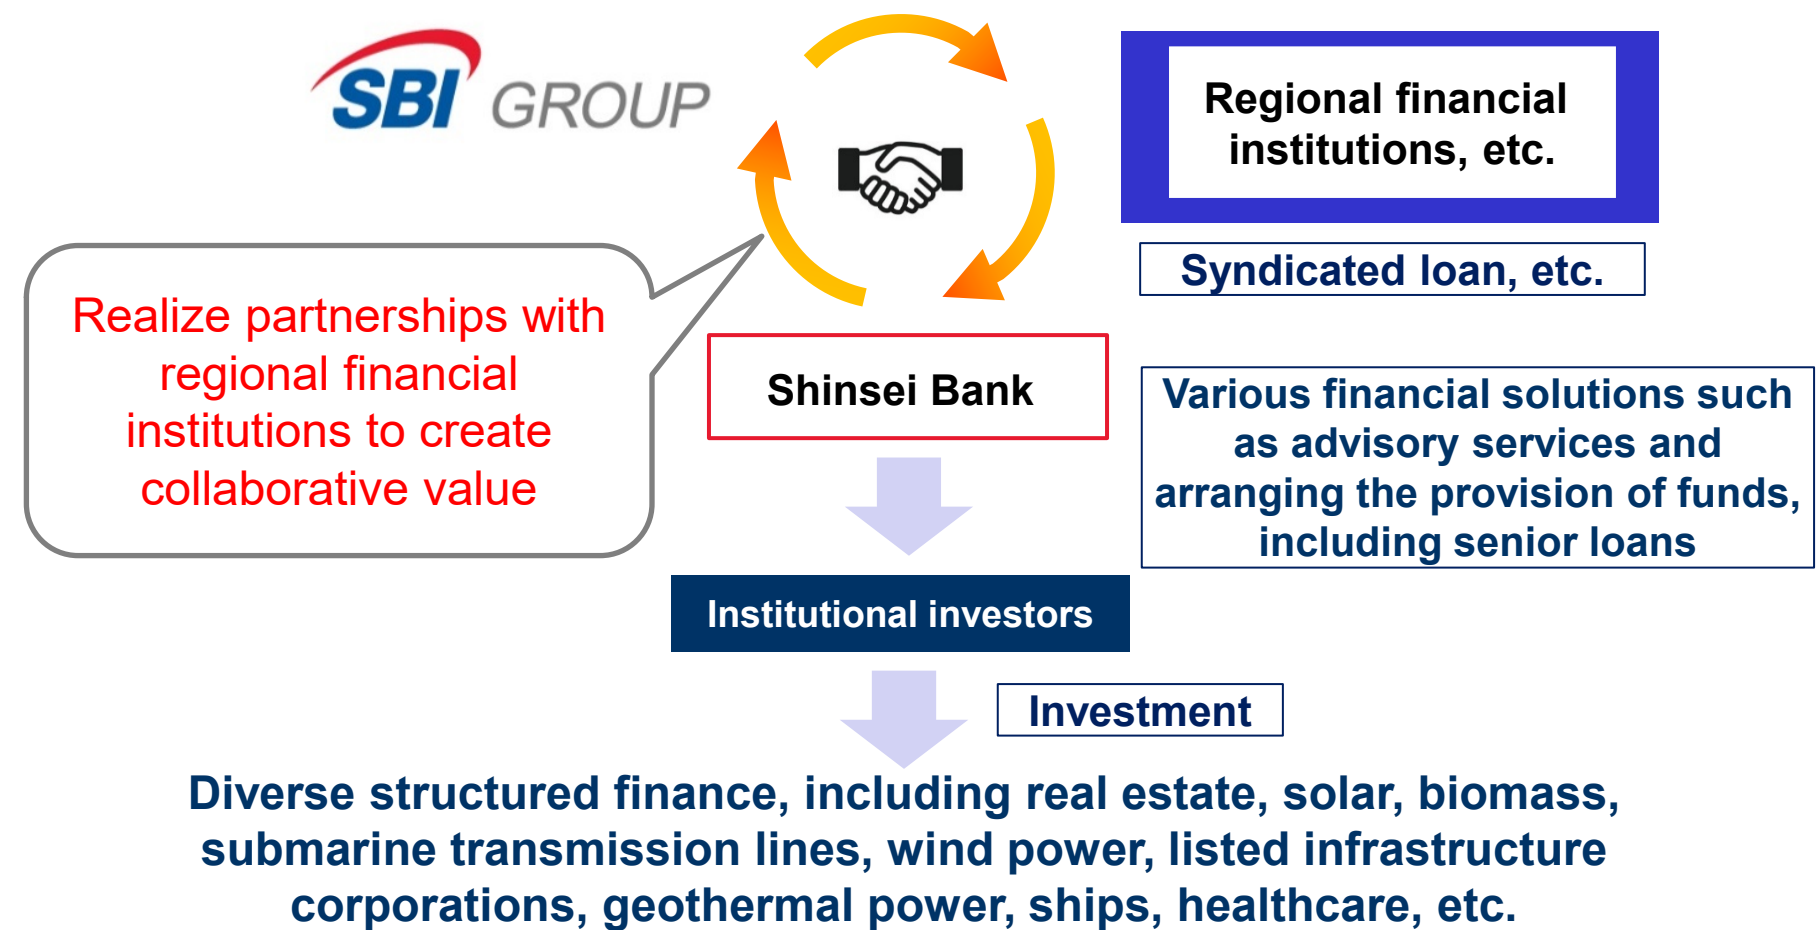 SBI GROUP
Regional financial
institutions, etc.
Syndicated loan, etc.
Realize partnerships with
regional financial
institutions to create
collaborative value
Shinsei Bank
Various financial solutions such
as advisory services and
arranging the provision of funds,
including senior loans
Institutional investors
Investment
Diverse structured finance, including real estate, solar, biomass,
submarine transmission lines, wind power, listed infrastructure
corporations, geothermal power, ships, healthcare, etc.